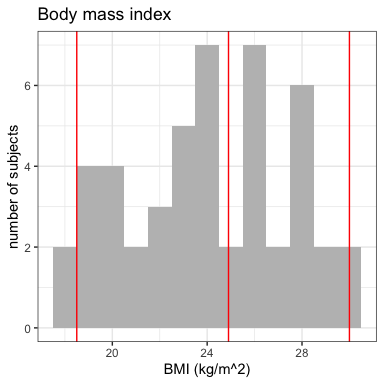 Body mass index
number of subjects
6
4
2
0
20 24 28
BMI (kg/m^2)